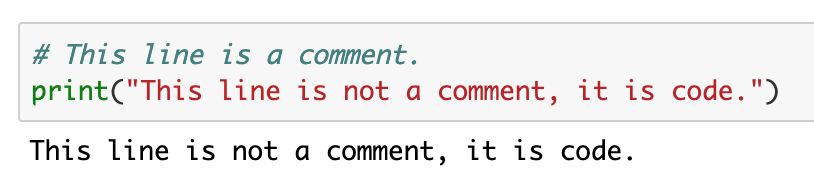 # This line is a comment.
print("This line is not a comment, it is code.")
This line is not a comment, it is code.